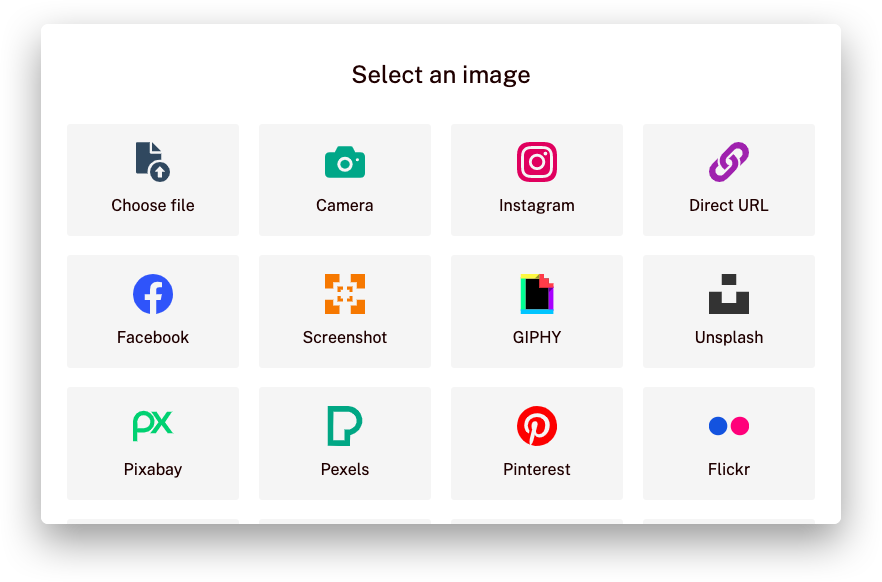 Select an image
Choose file
Camera
Instagram
Direct URL
Facebook
Screenshot
GIPHY
Unsplash
Pixabay
Pexels
Pinterest
Flickr